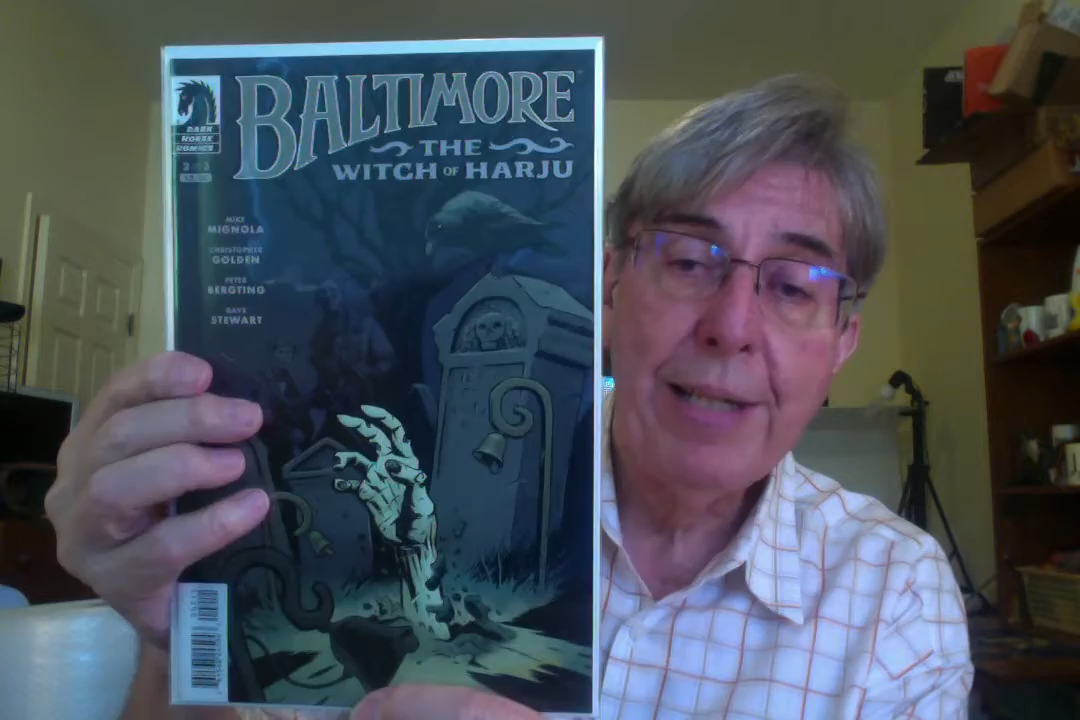 BALTIMORE
THE
WITCH OF HARJU
DARK
HORSE
COMICS
MIKE
MIGNOLA
CHRISTOPHER
GOLDEN
PETER
BERGTING
DAVE
STEWART